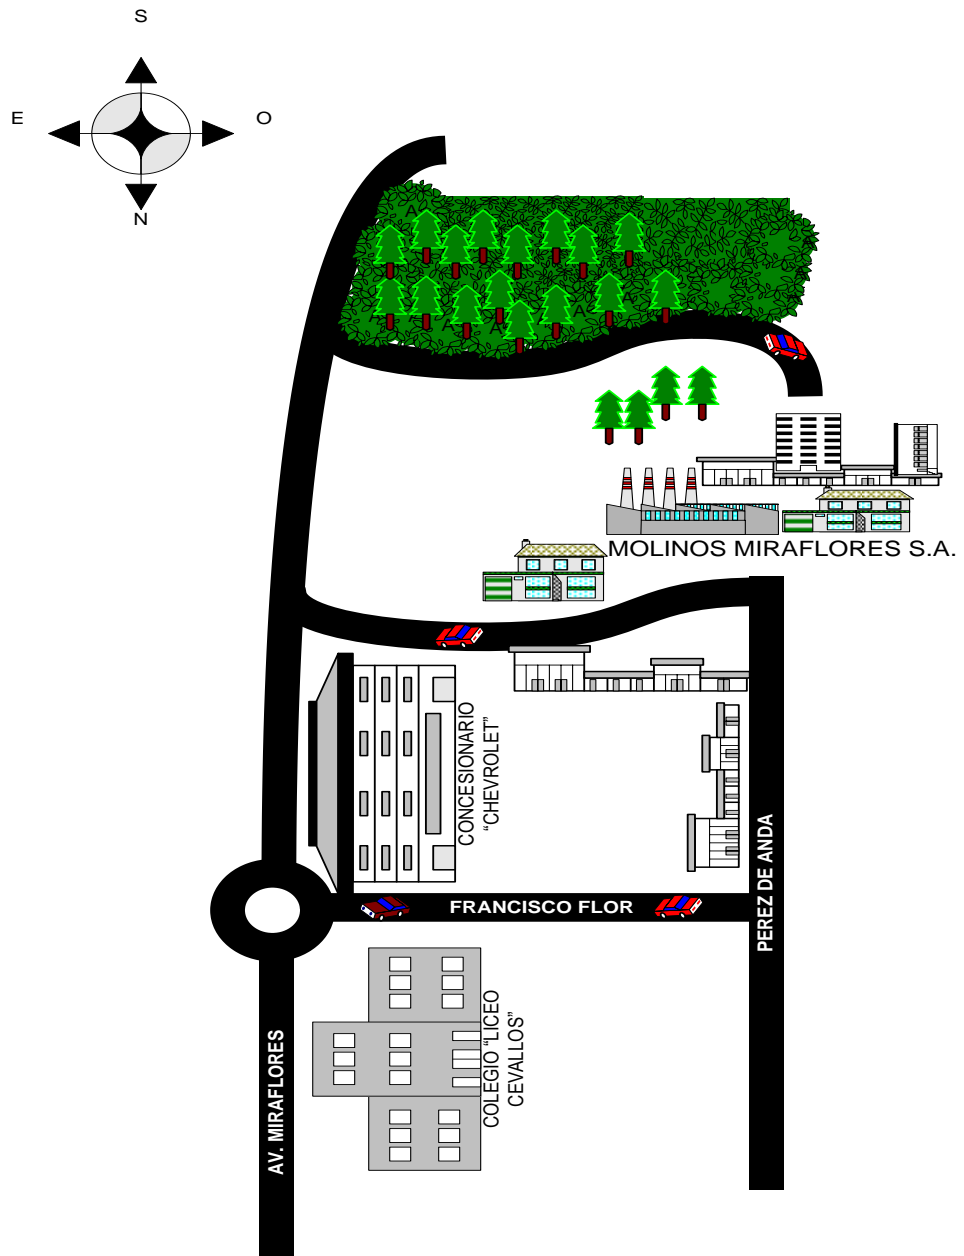 S
E
O
N
MOLINOS MIRAFLORES S.A.
CONCESIONARIO
"CHEVROLET"
PEREZ DE ANDA
FRANCISCO FLOR
AV. MIRAFLORES
COLEGIO "LICEO
CEVALLOS"